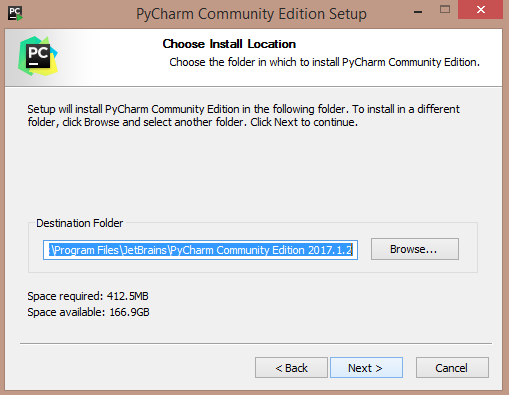 PyCharm Community Edition Setup
PC
Choose Install Location
Choose the folder in which to install PyCharm Community Edition.
Setup will install PyCharm Community Edition in the following folder. To install in a different
folder, click Browse and select another folder. Click Next to continue.
Destination Folder
:\Program Files\JetBrains\PyCharm Community Edition 2017.1.2
Browse...
Space required: 412.5MB
Space available: 166.9GB
< Back
Next >
Cancel